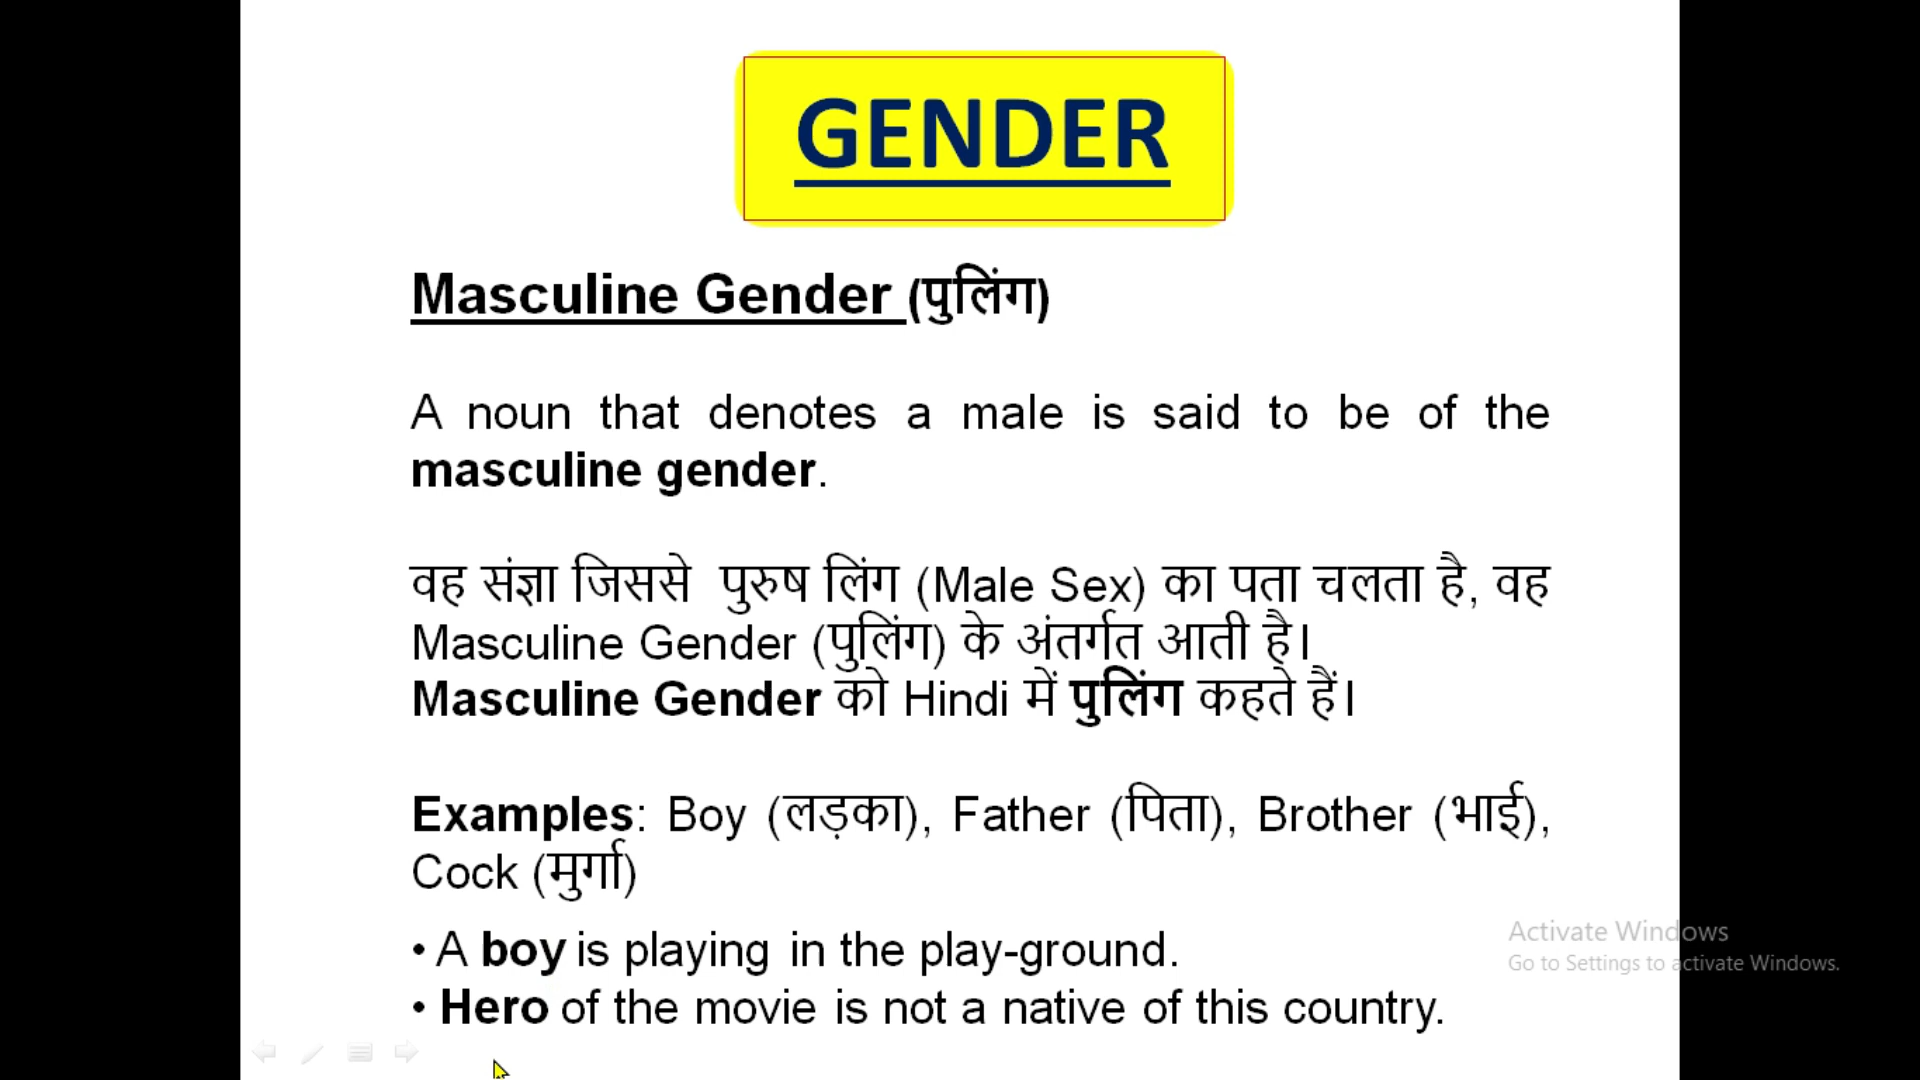 GENDER
Masculine Gender (पुलिंग)
A noun that denotes a male is said to be of the
masculine gender.
वह संज्ञा जिससे पुरुष लिंग (Male Sex) का पता चलता है, वह
Masculine Gender (पुलिंग) के अंतर्गत आती है।
Masculine Gender को Hindi में पुलिंग कहते हैं।
Examples: Boy (लड़का), Father (पिता), Brother (भाई),
Cock (मुर्गा)
• A boy is playing in the play-ground.
• Hero of the movie is not a native of this country.
Activate Windows
Go to Settings to activate Windows.